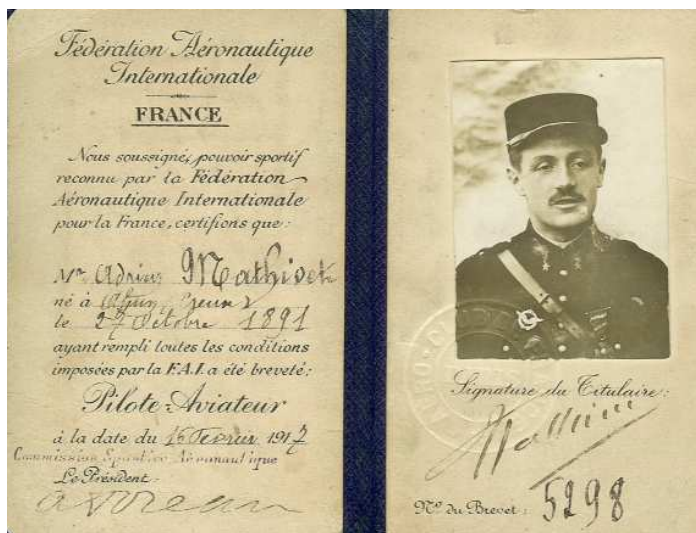 Fédération Aéronautique
Internationale
FRANCE
Nous soussigné, pouvoir sportif
reconnu par la Fédération
Aéronautique Internationale
pour la France, certifions que:
Mr Adrien
né à Creuse
le 27 Octobre 1891
ayant rempli toutes les conditions
imposées par la F.A.I. a été breveté:
Pilote-Aviateur
à la date du 16 Fevrier 1917
Commission Sportive Aéronautique
Le Président:
Signature du Titulaire:
No du Brevet: 5298